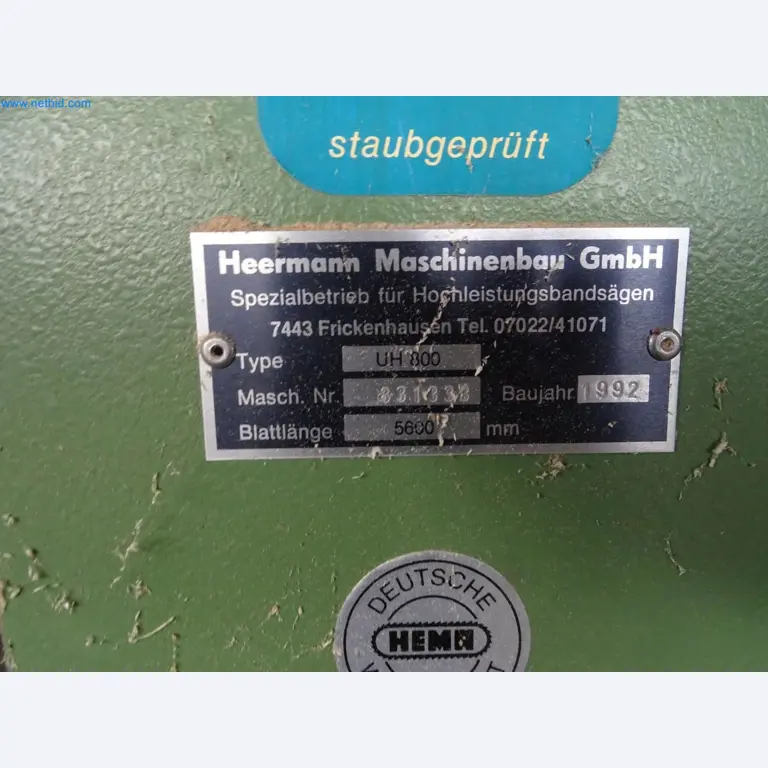 www.netbid.com
staubgeprüft
Heermann Maschinenbau GmbH
Spezialbetrieb für Hochleistungsbandsägen
7443 Frickenhausen Tel. 07022/41071
Type UH 800
Masch. Nr. Baujahr 1992
Blattlänge 5600 mm
DEUTSCHE
HEMA